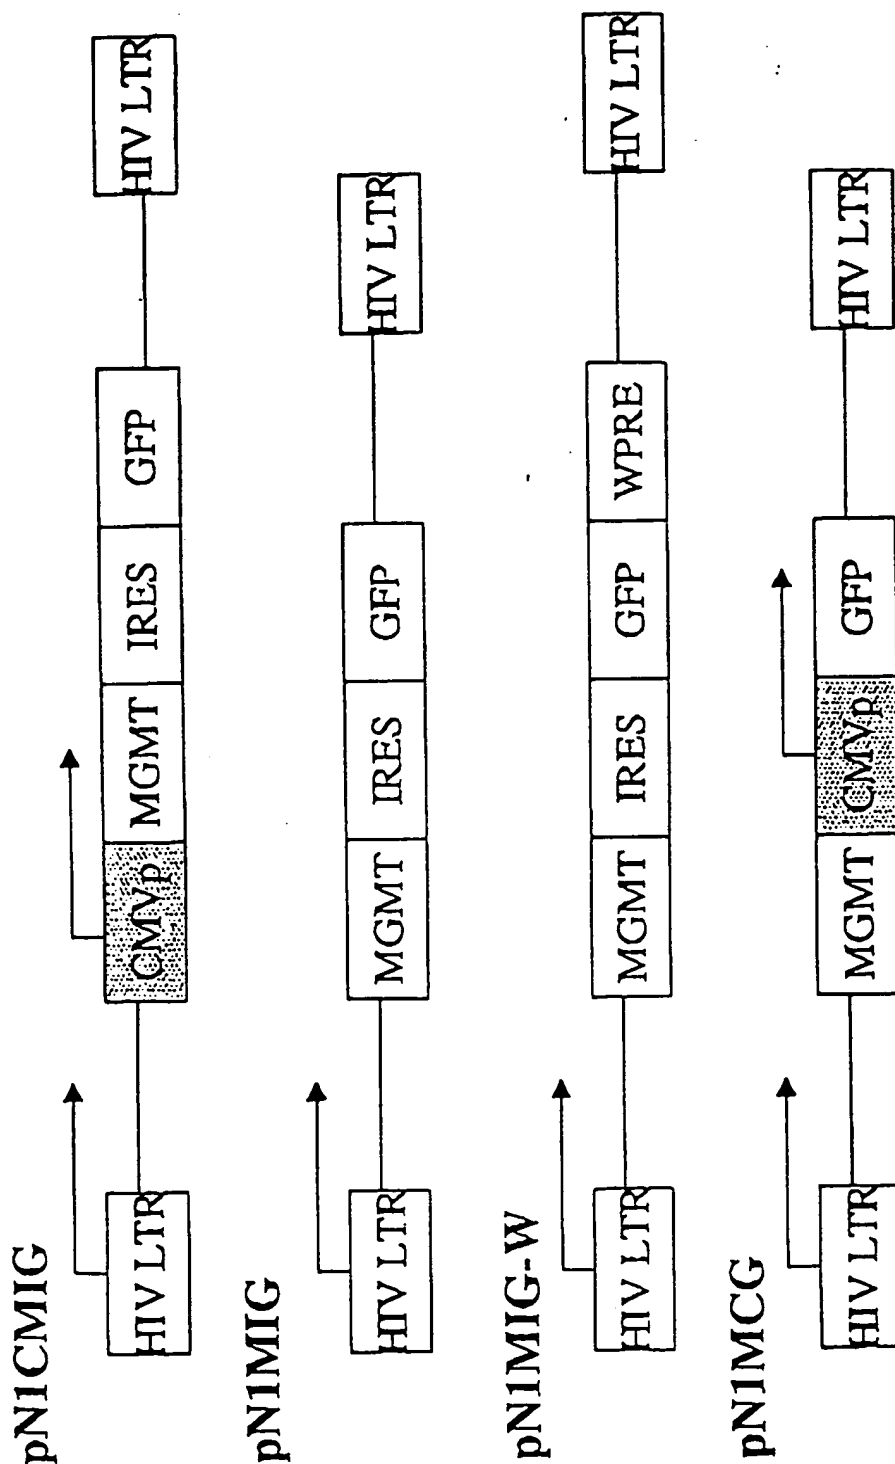 pN1CMIG
HIV LTR CMVp MGMT IRES GFP HIV LTR
pN1MIG
HIV LTR MGMT IRES GFP HIV LTR
pN1MIG-W
HIV LTR MGMT IRES GFP WPRE HIV LTR
pN1MCG
HIV LTR MGMT CMVp GFP HIV LTR